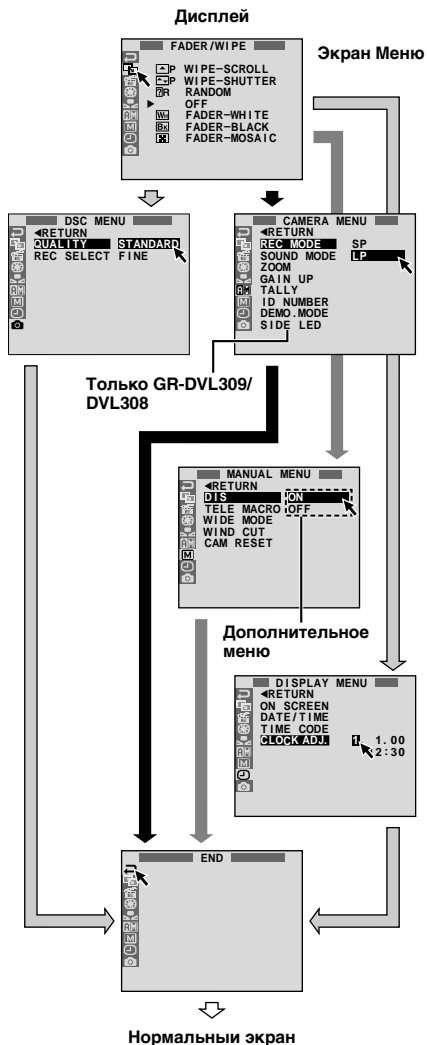 Дисплей
Экран Меню
FADER/WIPE
P WIPE–SCROLL
P WIPE–SHUTTER
?R RANDOM
OFF
WH FADER–WHITE
BK FADER–BLACK
FADER–MOSAIC
DSC MENU
◀RETURN
QUALITY STANDARD
REC SELECT FINE
CAMERA MENU
◀RETURN
REC MODE SP
SOUND MODE LP
ZOOM
GAIN UP
TALLY
ID NUMBER
DEMO.MODE
SIDE LED
Только GR-DVL309/
DVL308
MANUAL MENU
◀RETURN
DIS ON
TELE MACRO OFF
WIDE MODE
WIND CUT
CAM RESET
Дополнительное
меню
DISPLAY MENU
◀RETURN
ON SCREEN
DATE/TIME
TIME CODE
CLOCK ADJ. 1. 1.00
2:30
END
Нормальный экран